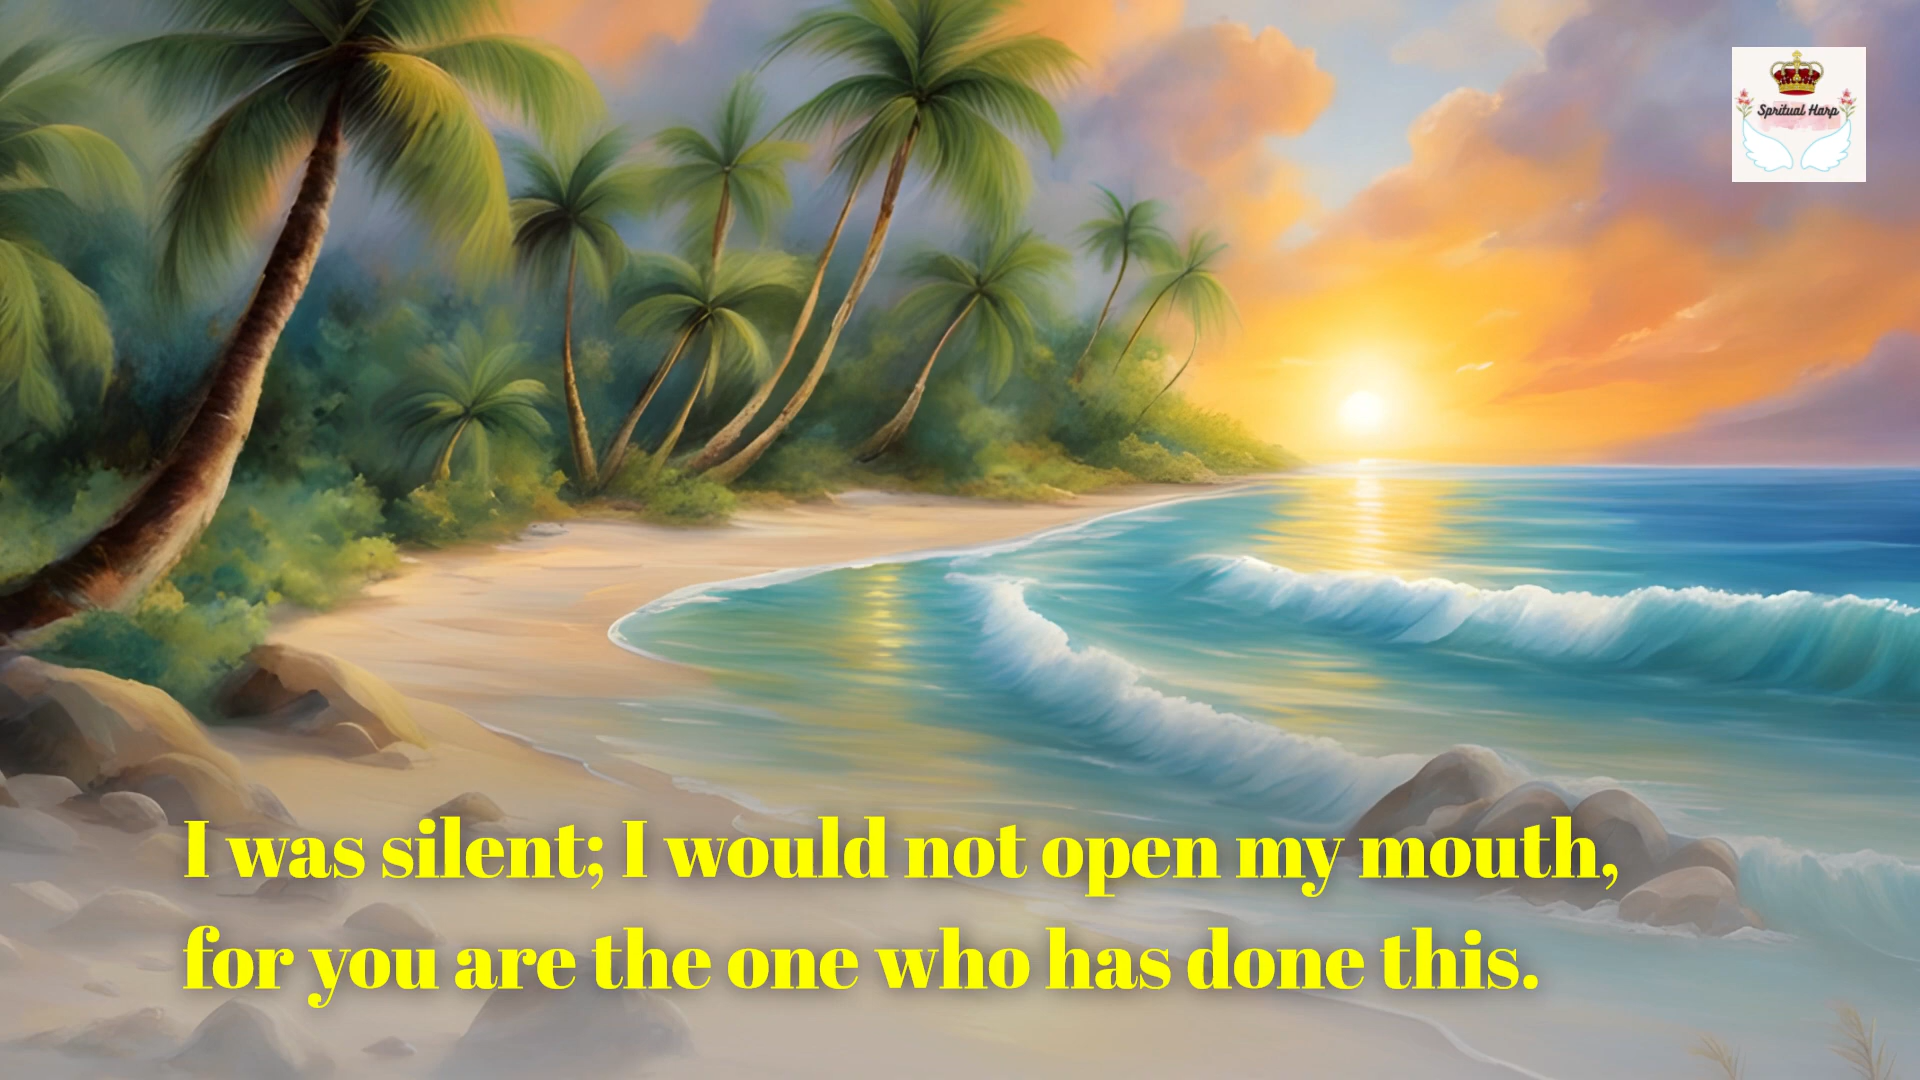 Spritual Harp
I was silent; I would not open my mouth,
for you are the one who has done this.